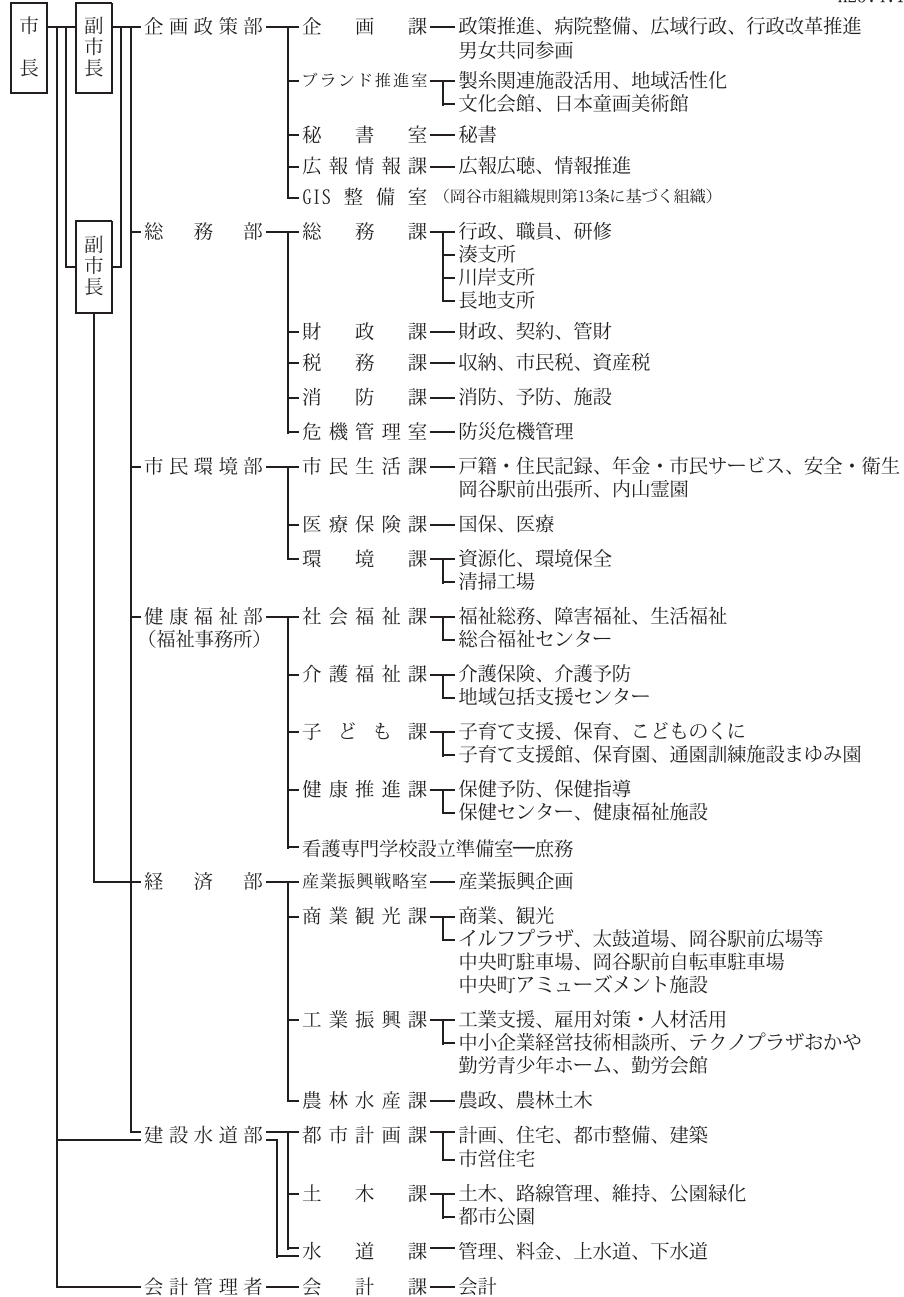 市長 副市長 企画政策部 企画課 政策推進、病院整備、広域行政、行政改革推進
男女共同参画
ブランド推進室 製糸関連施設活用、地域活性化
文化会館、日本童画美術館
秘書室 秘書
広報情報課 広報広聴、情報推進
GIS整備室 （岡谷市組織規則第13条に基づく組織）
副市長 総務部 総務課 行政、職員、研修
湊支所
川岸支所
長地支所
財政課 財政、契約、管財
税務課 収納、市民税、資産税
消防課 消防、予防、施設
危機管理室 防災危機管理
市民環境部 市民生活課 戸籍・住民記録、年金・市民サービス、安全・衛生
岡谷駅前出張所、内山霊園
医療保険課 国保、医療
環境課 資源化、環境保全
清掃工場
健康福祉部 社会福祉課 福祉総務、障害福祉、生活福祉
（福祉事務所） 総合福祉センター
介護福祉課 介護保険、介護予防
地域包括支援センター
子ども課 子育て支援、保育、こどものくに
子育て支援館、保育園、通園訓練施設まゆみ園
健康推進課 保健予防、保健指導
保健センター、健康福祉施設
看護専門学校設立準備室 庶務
経済部 産業振興戦略室 産業振興企画
商業観光課 商業、観光
イルフプラザ、太鼓道場、岡谷駅前広場等
中央町駐車場、岡谷駅前自転車駐車場
中央町アミューズメント施設
工業振興課 工業支援、雇用対策・人材活用
中小企業経営技術相談所、テクノプラザおかや
勤労青少年ホーム、勤労会館
農林水産課 農政、農林土木
建設水道部 都市計画課 計画、住宅、都市整備、建築
市営住宅
土木課 土木、路線管理、維持、公園緑化
都市公園
水道課 管理、料金、上水道、下水道
会計管理者 会計課 会計